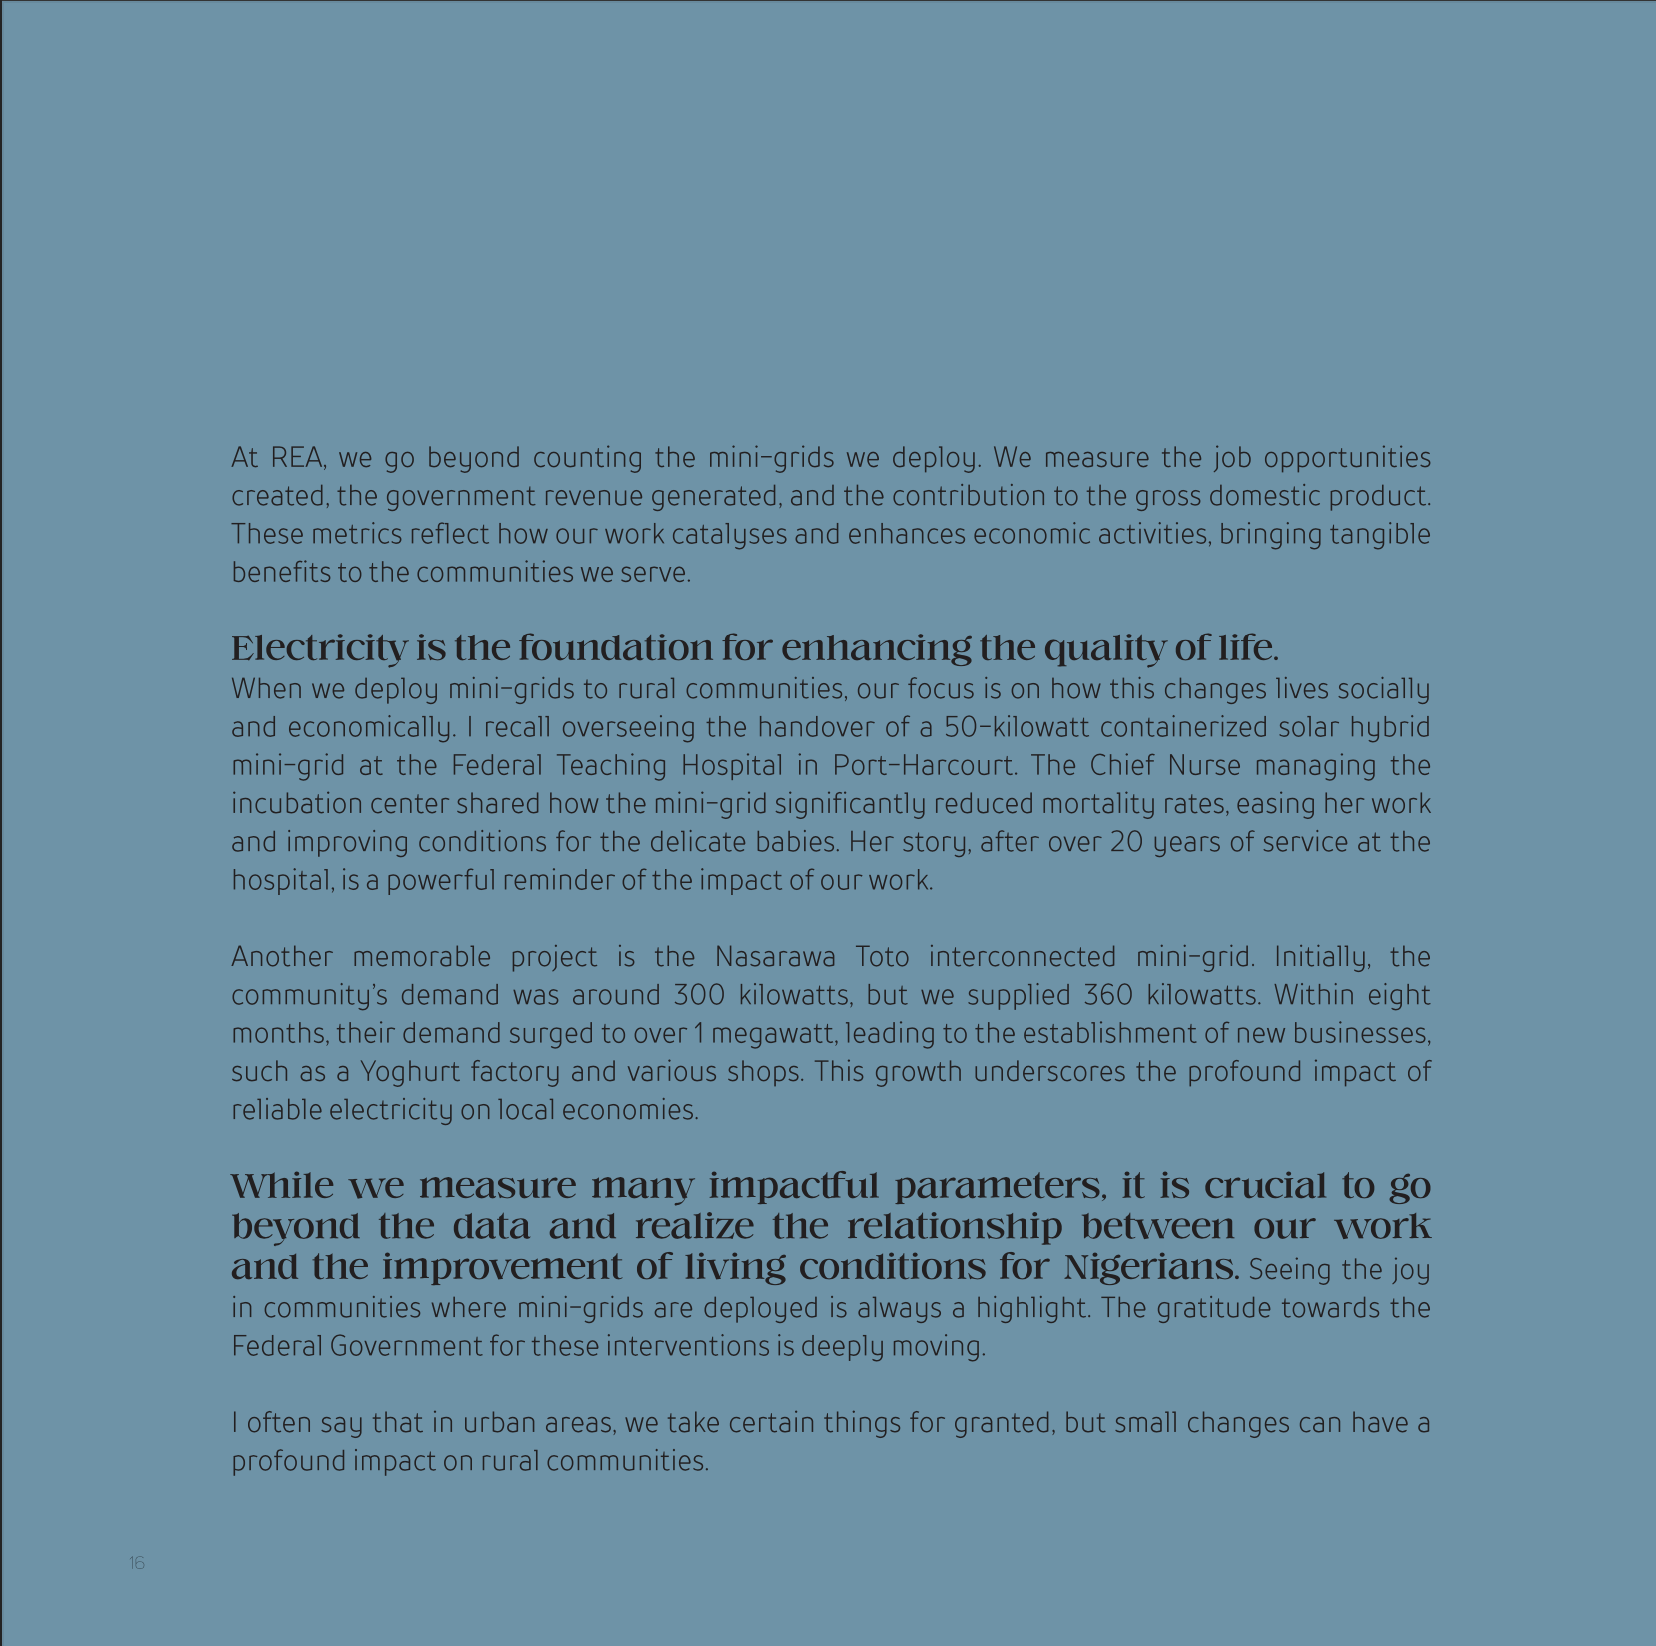 At REA, we go beyond counting the mini-grids we deploy. We measure the job opportunities
created, the government revenue generated, and the contribution to the gross domestic product.
These metrics reflect how our work catalyses and enhances economic activities, bringing tangible
benefits to the communities we serve.
Electricity is the foundation for enhancing the quality of life.
When we deploy mini-grids to rural communities, our focus is on how this changes lives socially
and economically. I recall overseeing the handover of a 50-kilowatt containerized solar hybrid
mini-grid at the Federal Teaching Hospital in Port-Harcourt. The Chief Nurse managing the
incubation center shared how the mini-grid significantly reduced mortality rates, easing her work
and improving conditions for the delicate babies. Her story, after over 20 years of service at the
hospital, is a powerful reminder of the impact of our work.
Another memorable project is the Nasarawa Toto interconnected mini-grid. Initially, the
community’s demand was around 300 kilowatts, but we supplied 360 kilowatts. Within eight
months, their demand surged to over 1 megawatt, leading to the establishment of new businesses,
such as a Yoghurt factory and various shops. This growth underscores the profound impact of
reliable electricity on local economies.
While we measure many impactful parameters, it is crucial to go
beyond the data and realize the relationship between our work
and the improvement of living conditions for Nigerians. Seeing the joy
in communities where mini-grids are deployed is always a highlight. The gratitude towards the
Federal Government for these interventions is deeply moving.
I often say that in urban areas, we take certain things for granted, but small changes can have a
profound impact on rural communities.
16